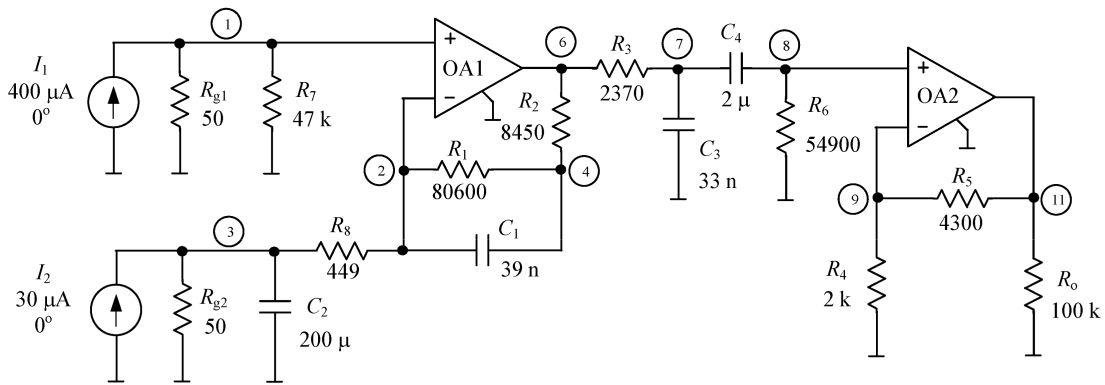 1
I1
400 μA
0°
Rg1
50
R7
47 k
+
OA1
−
6
R3
2370
7
C4
2 μ
8
R2
8450
C3
33 n
R6
54900
+
OA2
−
2
R1
80600
4
9
R5
4300
11
3
R8
449
C1
39 n
I2
30 μA
0°
Rg2
50
C2
200 μ
R4
2 k
Ro
100 k